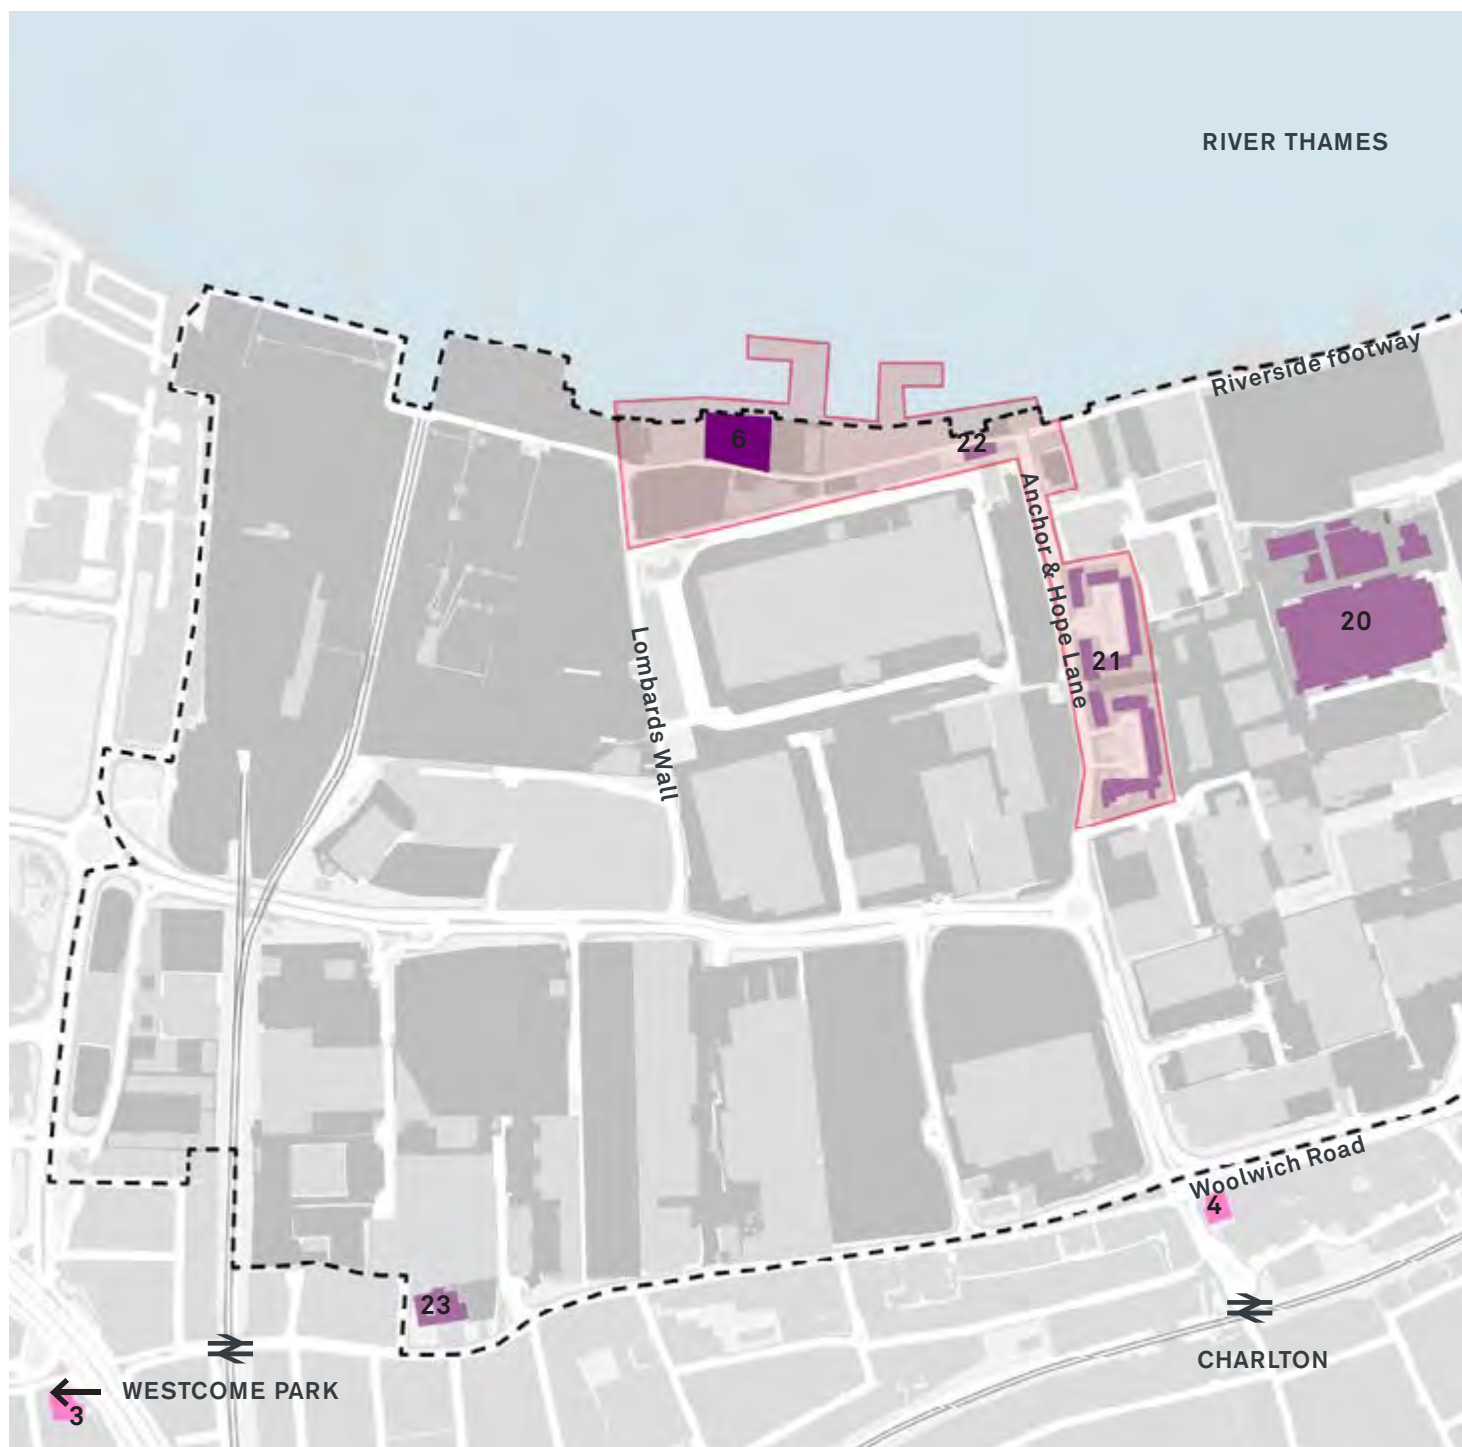 RIVER THAMES
Riverside footway
6
22
Anchor & Hope Lane
20
21
Lombards Wall
Woolwich Road
4
23
CHARLTON
WESTCOME PARK
3